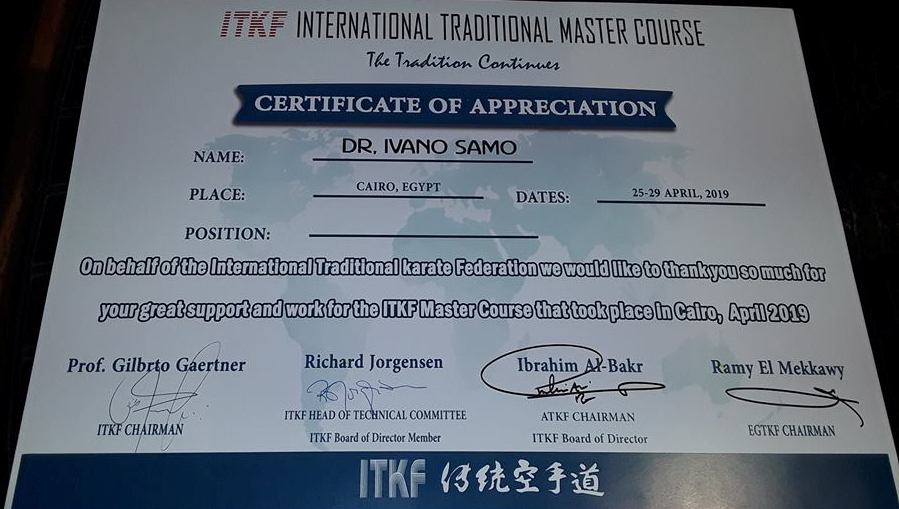 ITKF INTERNATIONAL TRADITIONAL MASTER COURSE
The Tradition Continues
CERTIFICATE OF APPRECIATION
NAME: DR. IVANO SAMO
PLACE: CAIRO, EGYPT DATES: 25-29 APRIL, 2019
POSITION:
On behalf of the International Traditional karate Federation we would like to thankyou so much for
your great support and work for the ITKF Master Course that took place in Cairo, April 2019
Prof. Gilbrto Gaertner Richard Jorgensen Ibrahim Al-Bakr Ramy El Mekkawy
ITKF CHAIRMAN ITKF HEAD OF TECHNICAL COMMITTEE ATKF CHAIRMAN EGTKF CHAIRMAN
ITKF Board of Director Member ITKF Board of Director
ITKF 伝統空手道